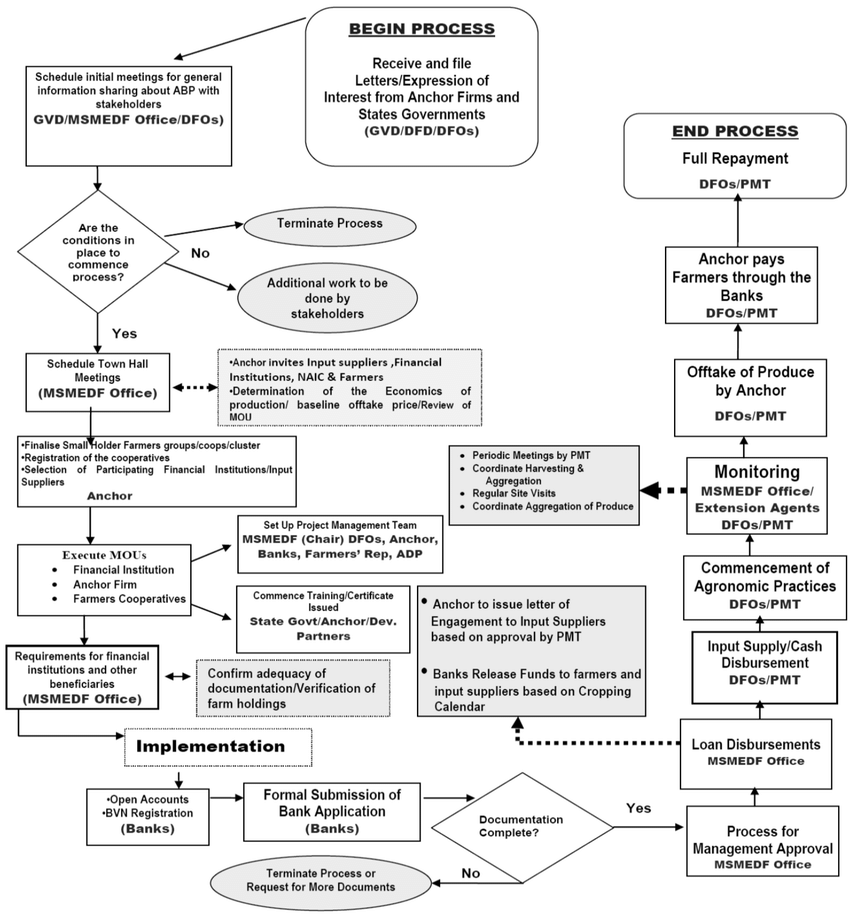 BEGIN PROCESS
Receive and file
Letters/Expression of
Interest from Anchor Firms and
States Governments
(GVD/DFD/DFOs)
Schedule initial meetings for general
information sharing about ABP with
stakeholders
GVD/MSMEDF Office/DFOs)
Are the
conditions in
place to
commence
process?
No
Terminate Process
Additional work to be
done by
stakeholders
Yes
Schedule Town Hall
Meetings
(MSMEDF Office)
•Anchor invites Input suppliers ,Financial
Institutions, NAIC & Farmers
•Determination of the Economics of
production/ baseline offtake price/Review of
MOU
•Finalise Small Holder Farmers groups/coops/cluster
•Registration of the cooperatives
•Selection of Participating Financial Institutions/Input
Suppliers
Anchor
Execute MOUs
• Financial Institution
• Anchor Firm
• Farmers Cooperatives
Set Up Project Management Team
MSMEDF (Chair) DFOs, Anchor,
Banks, Farmers' Rep, ADP
Commence Training/Certificate
Issued
State Govt/Anchor/Dev.
Partners
Requirements for financial
institutions and other
beneficiaries
(MSMEDF Office)
Confirm adequacy of
documentation/Verification of
farm holdings
Implementation
•Open Accounts
•BVN Registration
(Banks)
Formal Submission of
Bank Application
(Banks)
Documentation
Complete?
No
Terminate Process or
Request for More Documents
Yes
Process for
Management Approval
MSMEDF Office
Loan Disbursements
MSMEDF Office
• Anchor to issue letter of
Engagement to Input Suppliers
based on approval by PMT
• Banks Release Funds to farmers and
input suppliers based on Cropping
Calendar
Input Supply/Cash
Disbursement
DFOs/PMT
Commencement of
Agronomic Practices
DFOs/PMT
Monitoring
MSMEDF Office/
Extension Agents
DFOs/PMT
• Periodic Meetings by PMT
• Coordinate Harvesting &
Aggregation
• Regular Site Visits
• Coordinate Aggregation of Produce
Offtake of Produce
by Anchor
DFOs/PMT
Anchor pays
Farmers through the
Banks
DFOs/PMT
END PROCESS
Full Repayment
DFOs/PMT